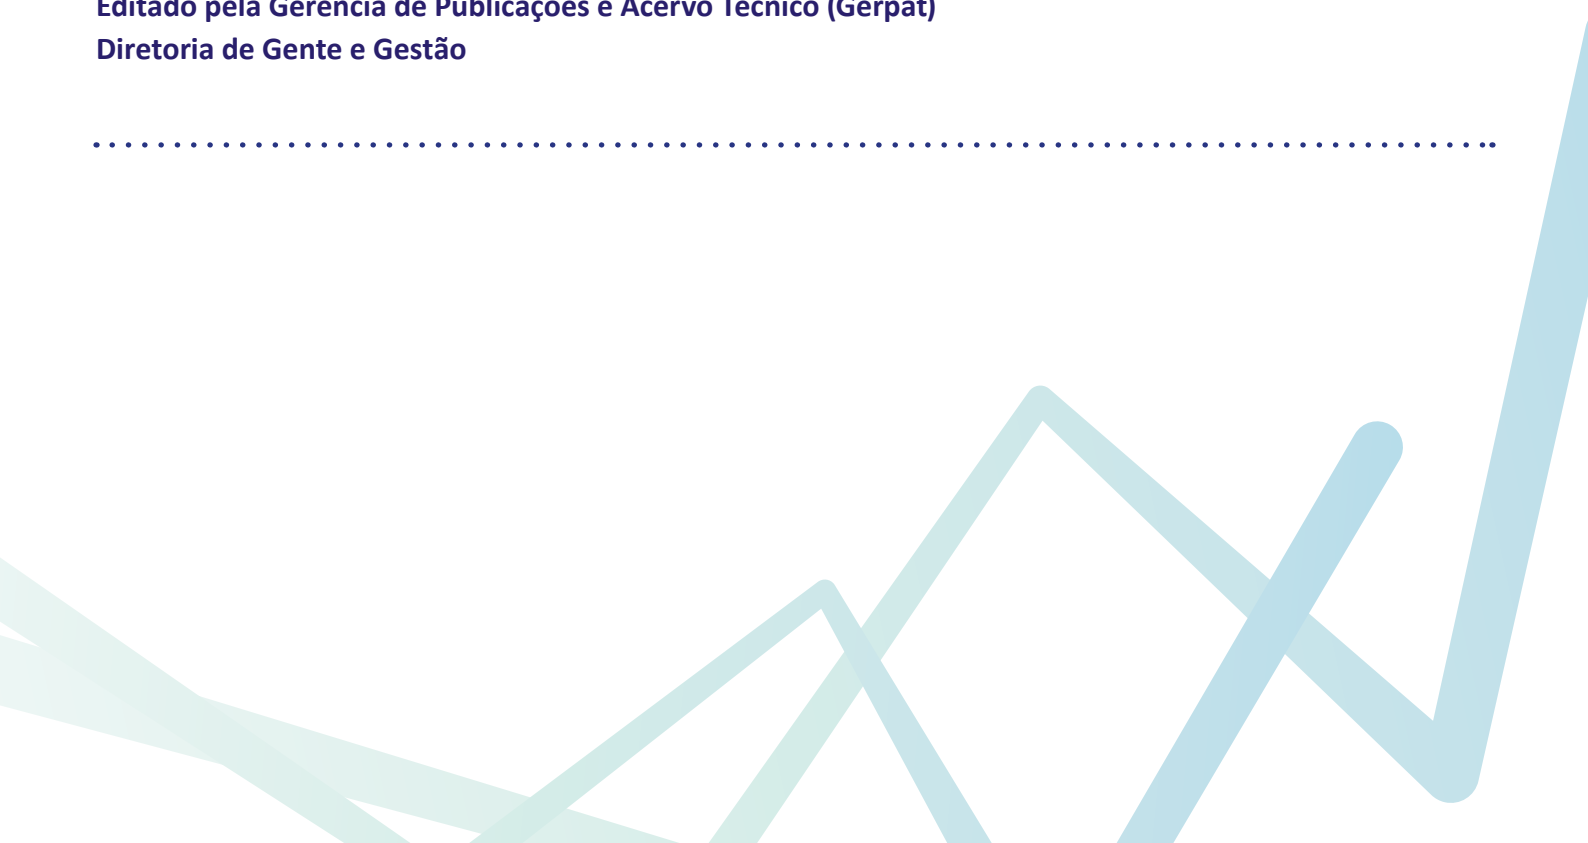 Editado pela Gerência de Publicações e Acervo Técnico (Gerpat)
Diretoria de Gente e Gestão